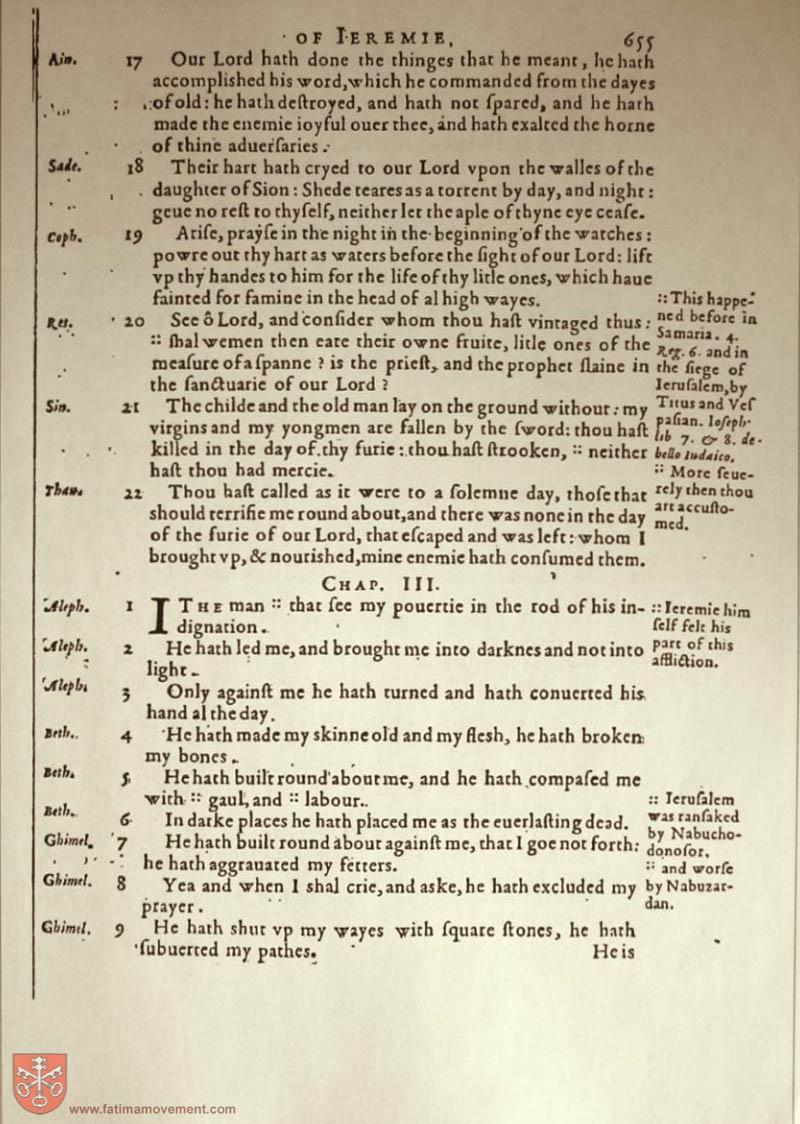 OF IEREMIE, 655
Ain. 17 Our Lord hath done the thinges that he meant, he hath
accomplished his word, which he commanded from the dayes
of old: he hath deſtroyed, and hath not ſpared, and he hath
made the enemie ioyful ouer thee, and hath exalted the horne
of thine aduerſaries.
Sade. 18 Their hart hath cryed to our Lord vpon the walles of the
daughter of Sion: Shede teares as a torrent by day, and night:
geue no reſt to thyſelf, neither let the aple of thyne eye ceaſe.
Coph. 19 Ariſe, prayſe in the night in the beginning of the watches:
powre out thy hart as waters before the ſight of our Lord: lift
vp thy handes to him for the life of thy litle ones, which haue
fainted for famine in the head of al high wayes.
Res. 20 See ô Lord, and conſider whom thou haſt vintaged thus:
:: ſhal wemen then eate their owne fruite, litle ones of the
meaſure of a ſpanne? is the prieſt, and the prophet ſlaine in
the ſanctuarie of our Lord?
:: This happe-
ned before in
Samaria. 4.
Reg. 6. and in
the ſiege of
Ieruſalem, by
Titus and Veſ
paſian. Ioſeph.
lib 7. & 8. de
bello Iudaico.
Sin. 21 The childe and the old man lay on the ground without: my
virgins and my yongmen are fallen by the ſword: thou haſt
killed in the day of thy furie: thou haſt ſtrooken, :: neither
haſt thou had mercie.
:: More ſeue-
rely then thou
art accuſto-
med.
Thau. 22 Thou haſt called as it were to a ſolemne day, thoſe that
should terrifie me round about, and there was none in the day
of the furie of our Lord, that eſcaped and was left: whom I
brought vp, & nouriſhed, mine enemie hath conſumed them.
CHAP. III.
Aleph. 1 I THE man :: that ſee my pouertie in the rod of his in-
dignation.
:: Ieremie him
ſelf felt his
part of this
affliction.
Aleph. 2 He hath led me, and brought me into darknes and not into
light.
Aleph. 3 Only againſt me he hath turned and hath conuerted his
hand al the day.
Beth. 4 He hath made my skinne old and my flesh, he hath broken
my bones.
Beth. 5. He hath built round about me, and he hath compaſed me
with :: gaul, and :: labour.
Beth. 6. In darke places he hath placed me as the euerlaſting dead.
:: Ieruſalem
was ranſaked
by Nabucho-
donoſor.
:: and worſe
by Nabuzar-
dan.
Ghimel. 7 He hath built round about againſt me, that I goe not forth:
he hath aggrauated my fetters.
Ghimel. 8 Yea and when I shal crie, and aske, he hath excluded my
prayer.
Ghimel. 9 He hath shut vp my wayes with ſquare ſtones, he hath
ſubuerted my pathes.
He is
www.fatimamovement.com